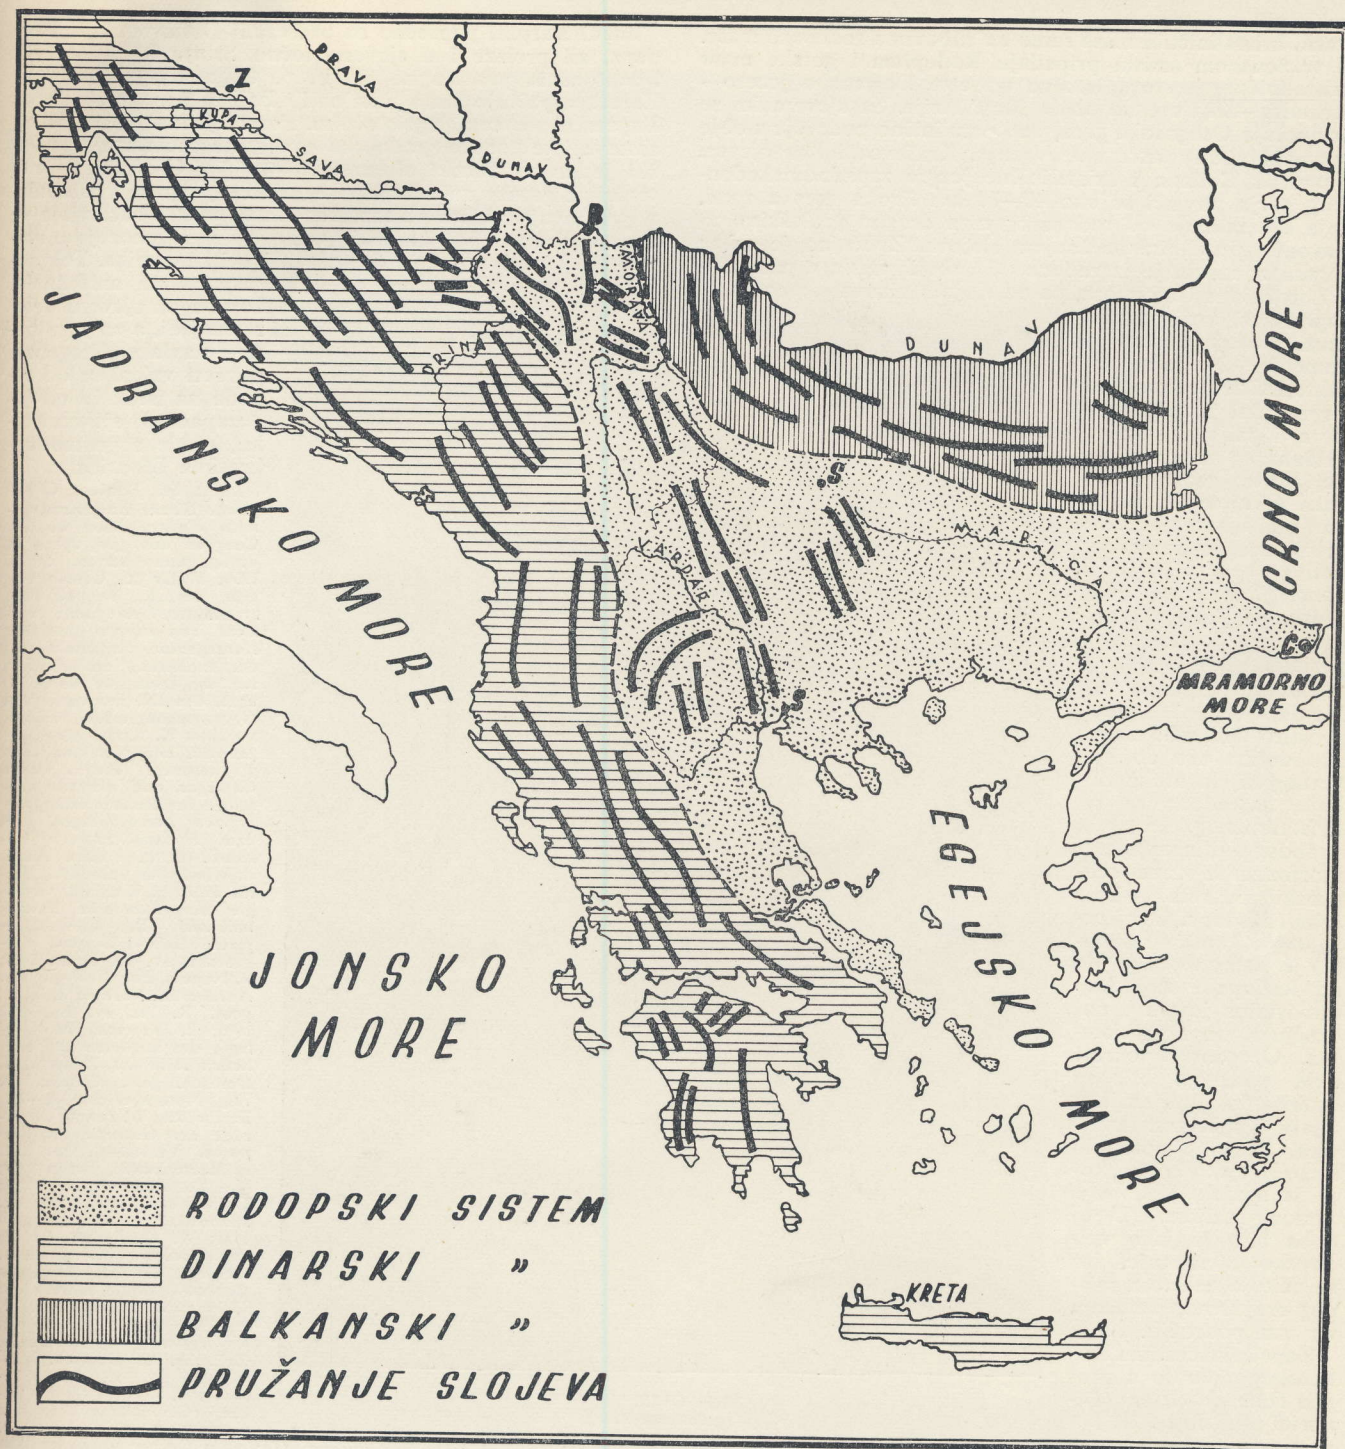 Z
PRAVA
KUPA
SAVA
DUNAV
B
MORAVA
DRINA
DUNAV
JADRANSKO MORE
CRNO MORE
S
MARICA
VARDAR
C
MRAMORNO
MORE
S
EGEJSKO MORE
JONSKO
MORE
KRETA
RODOPSKI SISTEM
DINARSKI "
BALKANSKI "
PRUŽANJE SLOJEVA